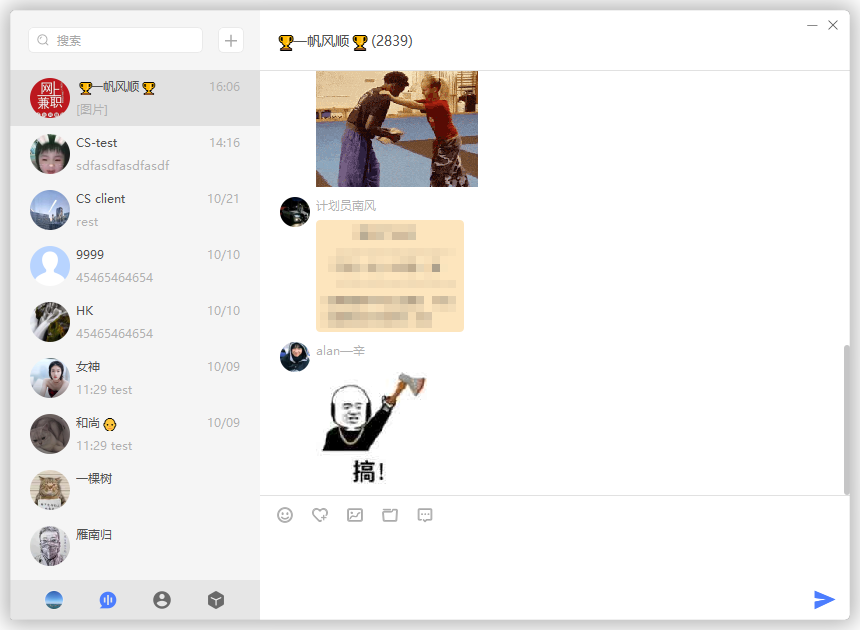 搜索
🏆一帆风顺🏆(2839)
网上
兼职
🏆一帆风顺🏆 16:06
[图片]
CS-test 14:16
sdfasdfasdfasdf
CS client 10/21
rest
9999 10/10
45465464654
HK 10/10
45465464654
女神 10/09
11:29 test
和尚 10/09
11:29 test
一棵树
雁南归
计划员南风
alan—辛
搞!